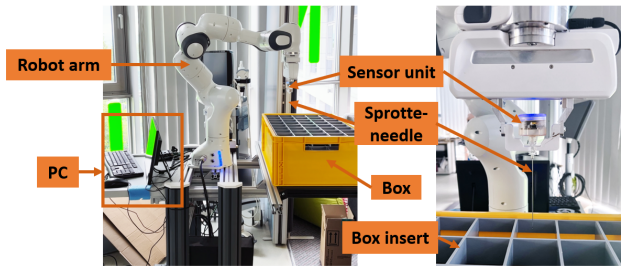 Robot arm
Sensor unit
Sprotte-
needle
PC
Box
Box insert